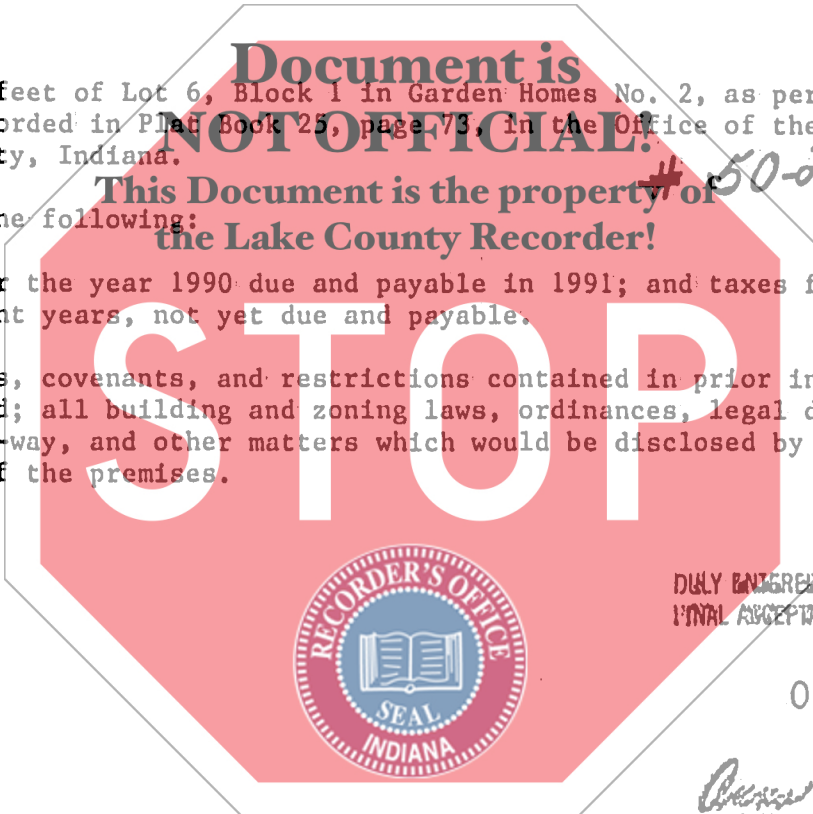 Document is
feet of Lot 6, Block 1 in Garden Homes No. 2, as per
orded in Plat Book 25, page 73, in the Office of the
NOT OFFICIAL!
ty, Indiana.
# 50-
This Document is the property of
ne following:
the Lake County Recorder!
r the year 1990 due and payable in 1991; and taxes f
nt years, not yet due and payable.
STOP
s, covenants, and restrictions contained in prior in
d; all building and zoning laws, ordinances, legal d
-way, and other matters which would be disclosed by
f the premises.
RECORDER'S OFFICE
SEAL
INDIANA
DULY ENTERED
FINAL ACCEPT